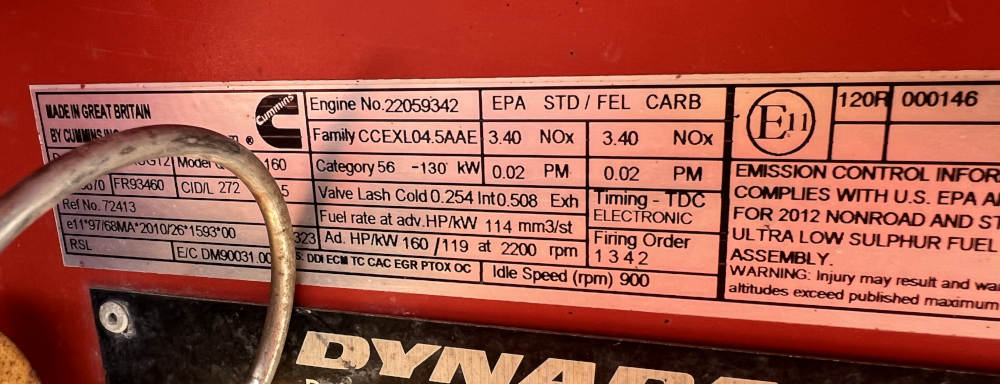 MADE IN GREAT BRITAIN
BY CUMMINS INC
Cummins
®
160
FR93460 CID/L 272
Ref No. 72413
e11*97/68MA*2010/26*1593*00
RSL E/C DM90031.00
DDI ECM TC CAC EGR PTOX OC
Engine No. 22059342
Family CCEXL04.5AAE
Category 56 -130 kW
Valve Lash Cold 0.254 Int 0.508 Exh
Fuel rate at adv. HP/kW 114 mm3/st
323 Ad. HP/kW 160 /119 at 2200 rpm
Idle Speed (rpm) 900
EPA STD / FEL CARB
3.40 NOx 3.40 NOx
0.02 PM 0.02 PM
Timing - TDC
ELECTRONIC
Firing Order
1 3 4 2
E11
120R 000146
EMISSION CONTROL
COMPLIES WITH U.S. EPA
FOR 2012 NONROAD AND
ULTRA LOW SULPHUR FUEL
ASSEMBLY.
WARNING: Injury may result and
altitudes exceed published maximum